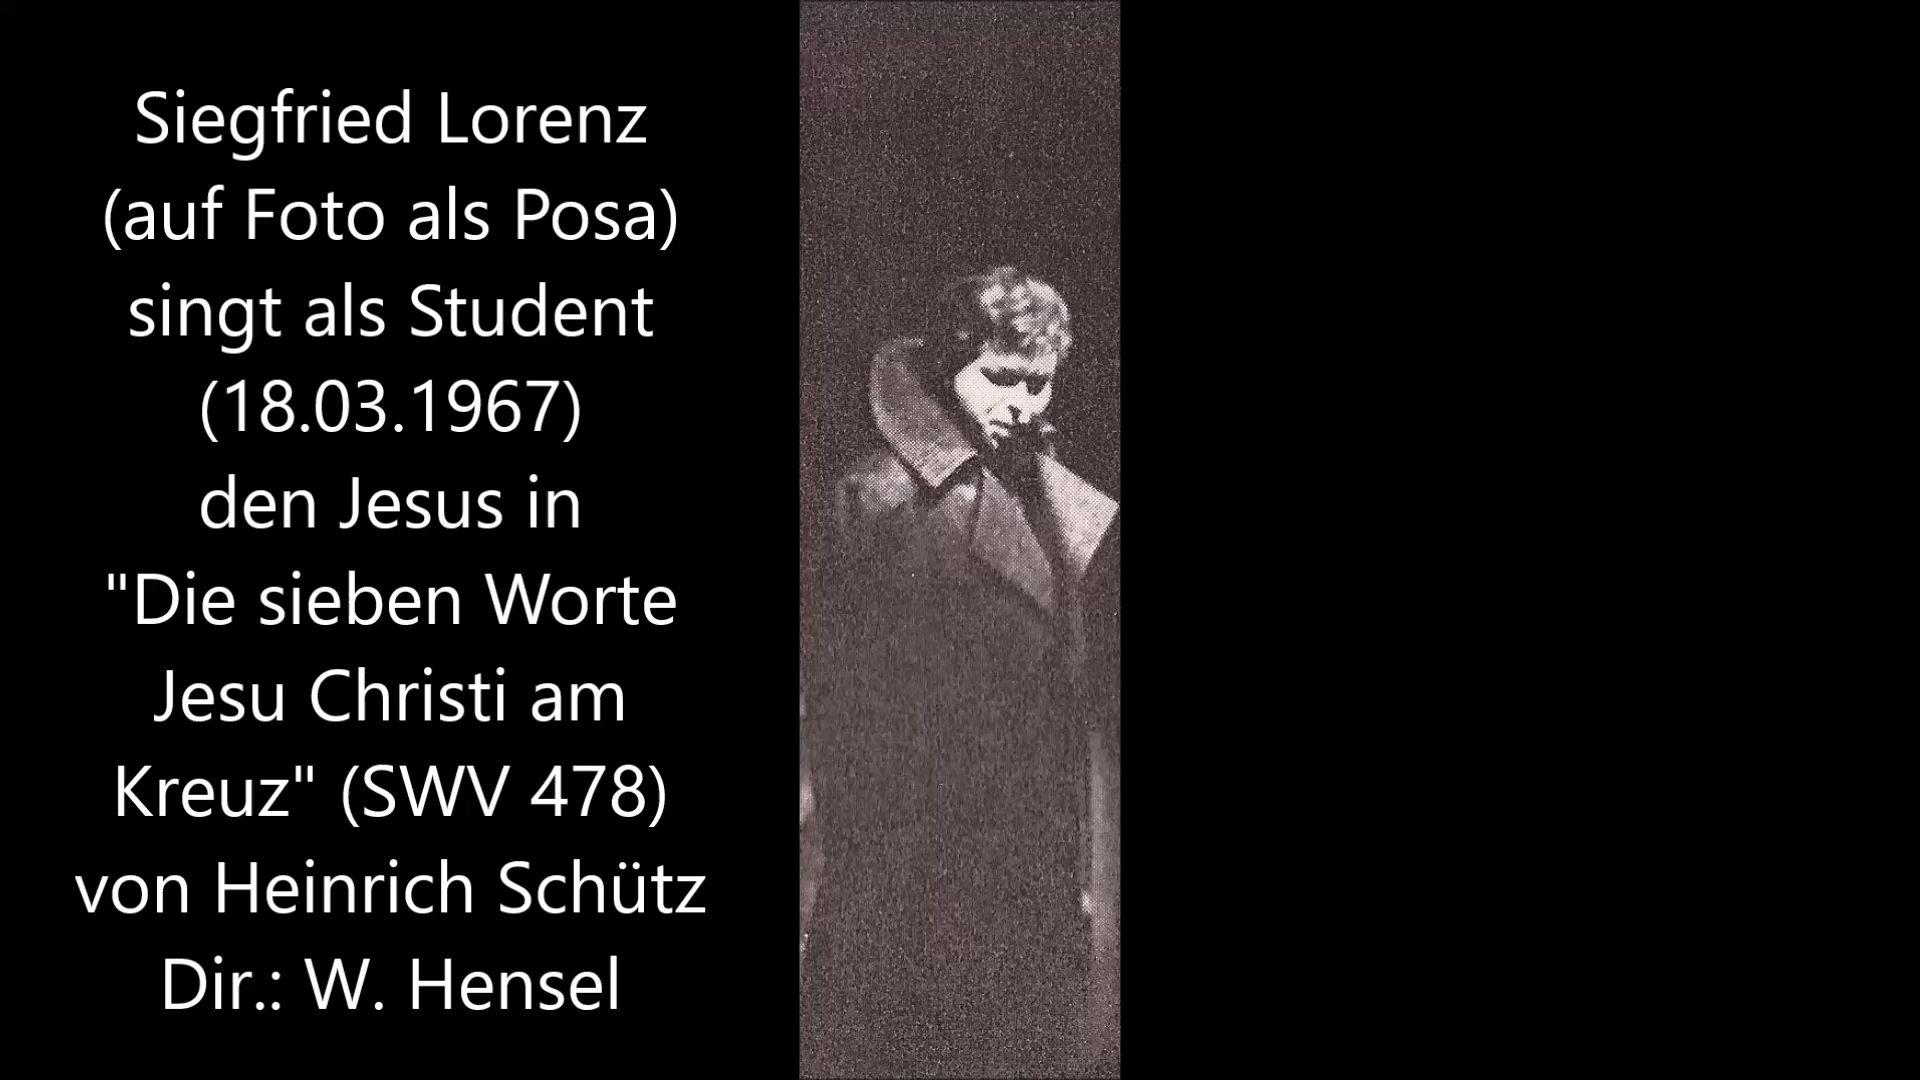 Siegfried Lorenz
(auf Foto als Posa)
singt als Student
(18.03.1967)
den Jesus in
"Die sieben Worte
Jesu Christi am
Kreuz" (SWV 478)
von Heinrich Schütz
Dir.: W. Hensel